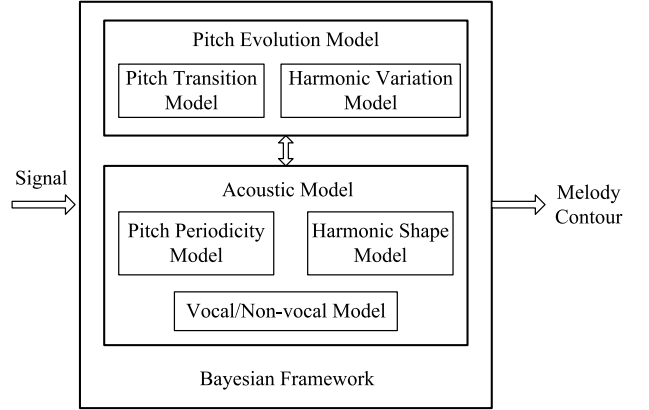 Pitch Evolution Model
Pitch Transition
Model
Harmonic Variation
Model
Signal
Acoustic Model
Pitch Periodicity
Model
Harmonic Shape
Model
Vocal/Non-vocal Model
Bayesian Framework
Melody
Contour